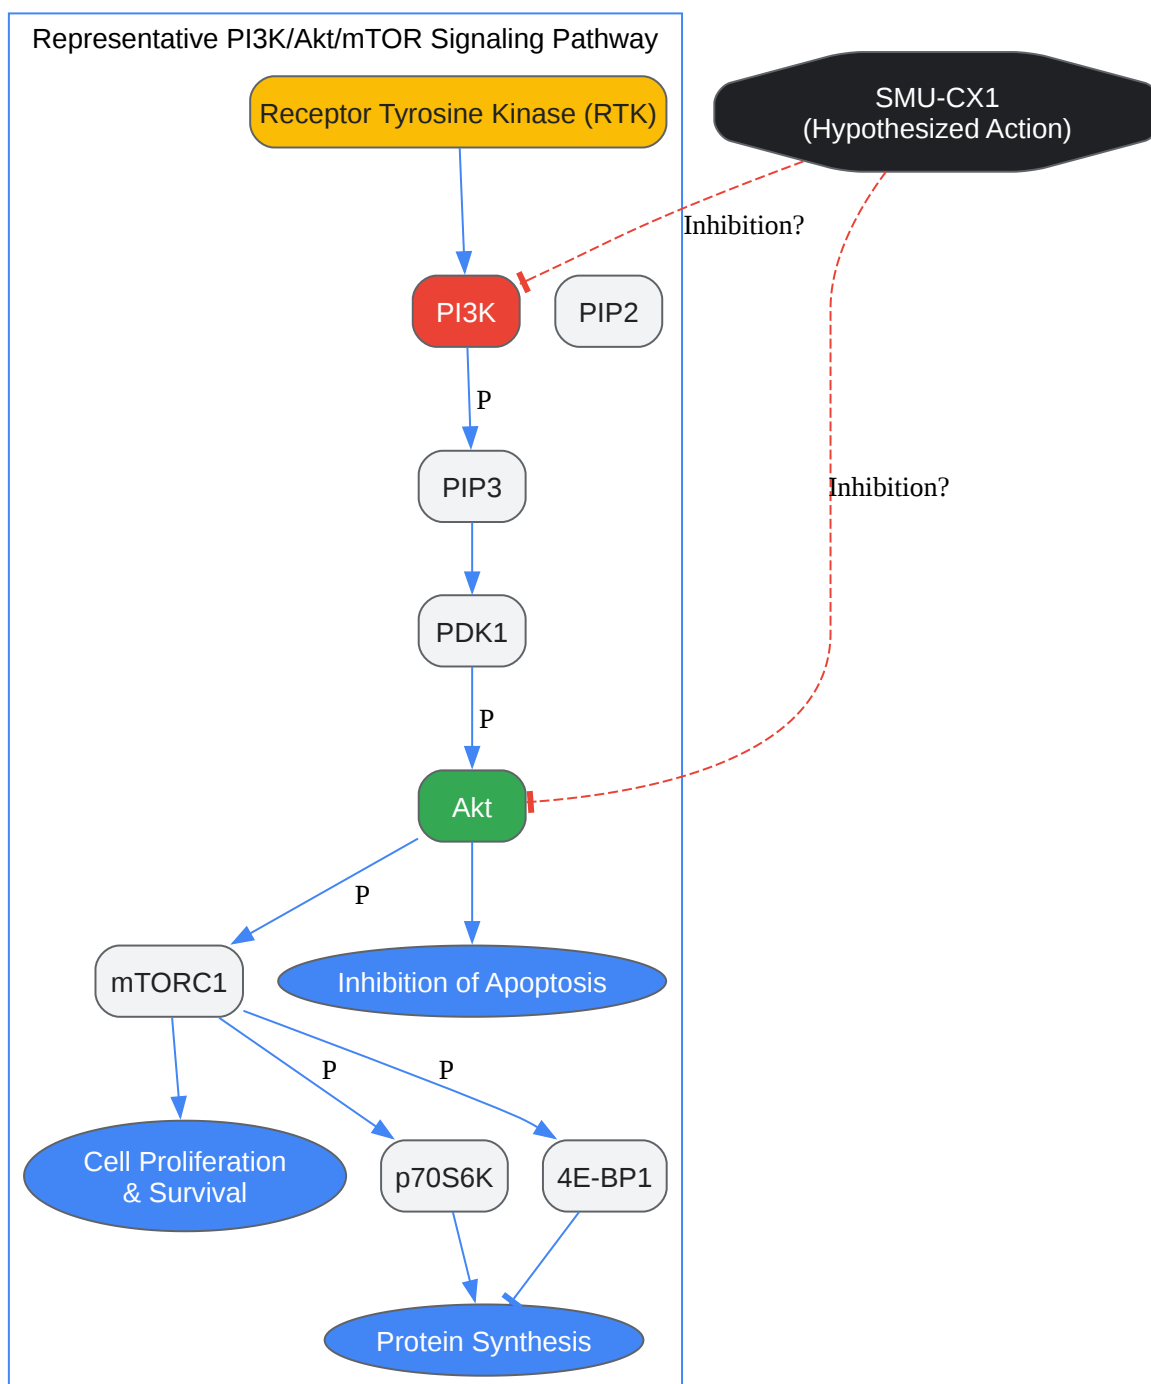 Representative PI3K/Akt/mTOR Signaling Pathway
SMU-CX1
(Hypothesized Action)
Receptor Tyrosine Kinase (RTK)
Inhibition?
PI3K
PIP2
P
PIP3
Inhibition?
PDK1
P
Akt
P
mTORC1
Inhibition of Apoptosis
P
P
Cell Proliferation
& Survival
p70S6K
4E-BP1
Protein Synthesis